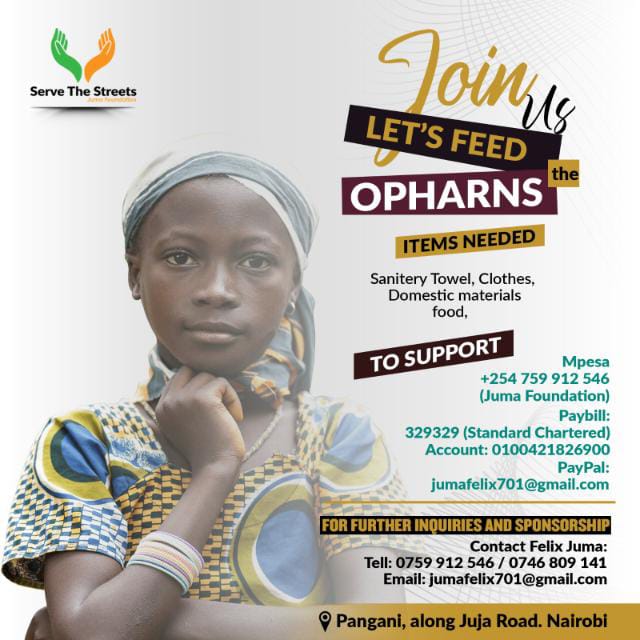 Serve The Streets
Juma Foundation
Join
Us
LET'S FEED
the
OPHARNS
ITEMS NEEDED
Sanitery Towel, Clothes,
Domestic materials
food,
TO SUPPORT
Mpesa
+254 759 912 546
(Juma Foundation)
Paybill:
329329 (Standard Chartered)
Account: 0100421826900
PayPal:
jumafelix701@gmail.com
FOR FURTHER INQUIRIES AND SPONSORSHIP
Contact Felix Juma:
Tell: 0759 912 546 / 0746 809 141
Email: jumafelix701@gmail.com
Pangani, along Juja Road. Nairobi